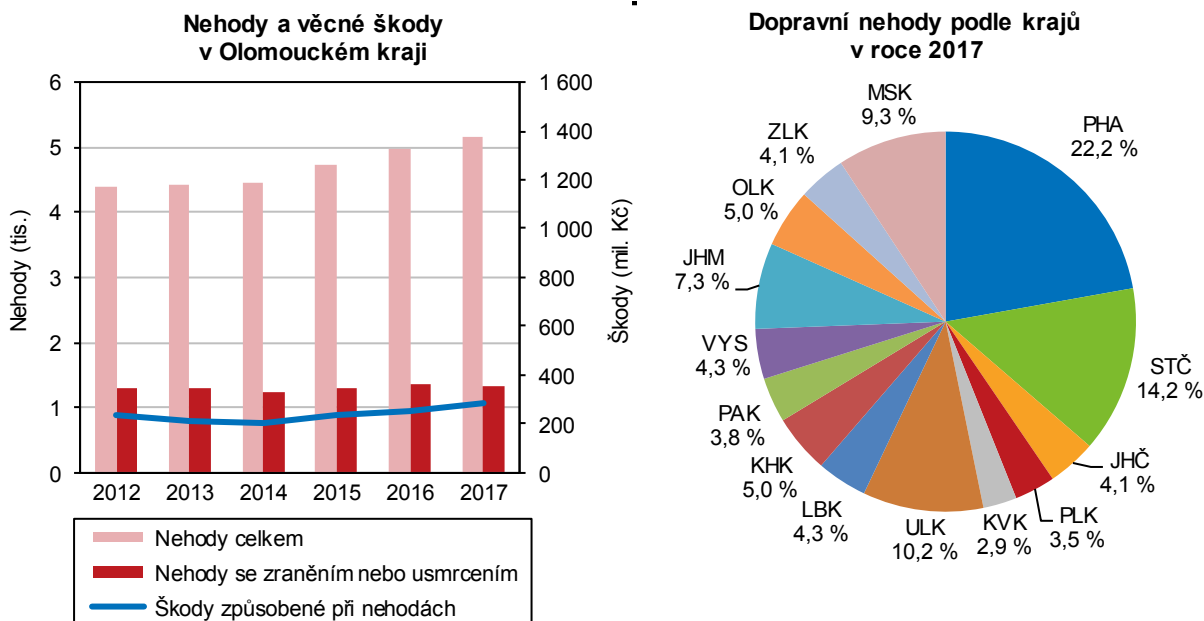 Nehody a věcné škody
v Olomouckém kraji
6
5
4
3
2
1
0
Nehody (tis.)
1 600
1 400
1 200
1 000
800
600
400
200
0
Škody (mil. Kč)
2012 2013 2014 2015 2016 2017
Nehody celkem
Nehody se zraněním nebo usmrcením
Škody způsobené při nehodách
Dopravní nehody podle krajů
v roce 2017
PHA
22,2 %
STČ
14,2 %
JHČ
4,1 %
PLK
3,5 %
KVK
2,9 %
ULK
10,2 %
LBK
4,3 %
KHK
5,0 %
PAK
3,8 %
VYS
4,3 %
JHM
7,3 %
OLK
5,0 %
ZLK
4,1 %
MSK
9,3 %